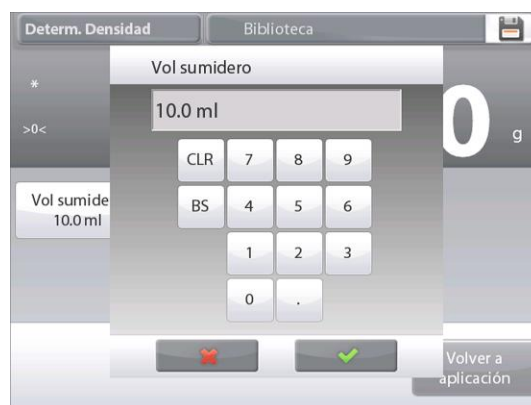 Determ. Densidad
Biblioteca
Vol sumidero
*
10.0 ml
>0<
0
g
CLR
7
8
9
Vol sumide
10.0 ml
BS
4
5
6
1
2
3
0
.
Volver a
aplicación